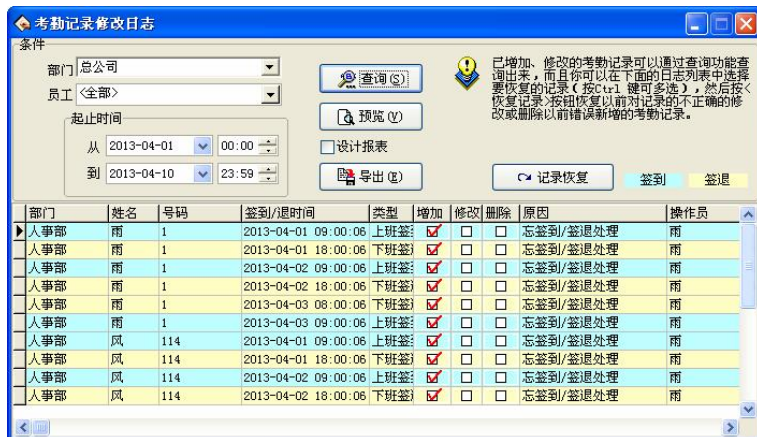 考勤记录修改日志
条件
部门 总公司
员工 <全部>
起止时间
从 2013-04-01 00:00
到 2013-04-10 23:59
查询(S)
预览(V)
设计报表
导出(E)
已增加、修改的考勤记录可以通过查询功能查
询出来,而且你可以在下面的日志列表中选择
要恢复的记录(按Ctrl 键可多选),然后按<
恢复记录>按钮恢复以前对记录的不正确的修
改或删除以前错误新增的考勤记录。
记录恢复 签到 签退
部门 姓名 号码 签到/退时间 类型 增加 修改 删除 原因 操作员
人事部 雨 1 2013-04-01 09:00:06 上班签 忘签到/签退处理 雨
人事部 雨 1 2013-04-01 18:00:06 下班签 忘签到/签退处理 雨
人事部 雨 1 2013-04-02 09:00:06 上班签 忘签到/签退处理 雨
人事部 雨 1 2013-04-02 18:00:06 下班签 忘签到/签退处理 雨
人事部 雨 1 2013-04-03 08:00:06 下班签 忘签到/签退处理 雨
人事部 雨 1 2013-04-03 09:00:06 上班签 忘签到/签退处理 雨
人事部 风 114 2013-04-01 09:00:06 上班签 忘签到/签退处理 雨
人事部 风 114 2013-04-01 18:00:06 下班签 忘签到/签退处理 雨
人事部 风 114 2013-04-02 09:00:06 上班签 忘签到/签退处理 雨
人事部 风 114 2013-04-02 18:00:06 下班签 忘签到/签退处理 雨